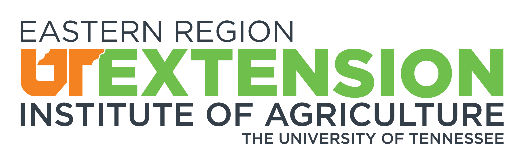 EASTERN REGION
UT EXTENSION
INSTITUTE OF AGRICULTURE
THE UNIVERSITY OF TENNESSEE